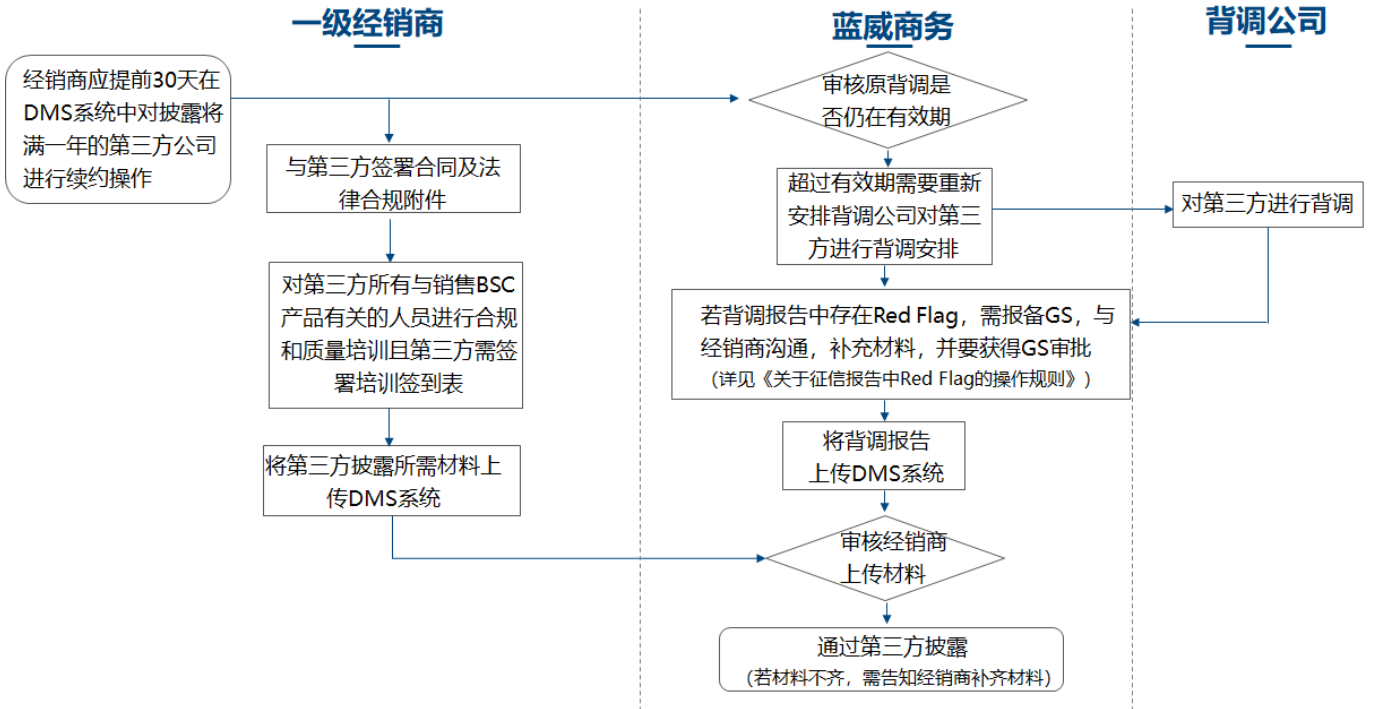 一级经销商
蓝威商务
背调公司
经销商应提前30天在
DMS系统中对披露将
满一年的第三方公司
进行续约操作
与第三方签署合同及法
律合规附件
对第三方所有与销售BSC
产品有关的人员进行合规
和质量培训且第三方需签
署培训签到表
将第三方披露所需材料上
传DMS系统
审核原背调是
否仍在有效期
超过有效期需要重新
安排背调公司对第三
方进行背调安排
对第三方进行背调
若背调报告中存在Red Flag，需报备GS，与
经销商沟通，补充材料，并要获得GS审批
（详见《关于征信报告中Red Flag的操作规则》）
将背调报告
上传DMS系统
审核经销商
上传材料
通过第三方披露
（若材料不齐，需告知经销商补齐材料）